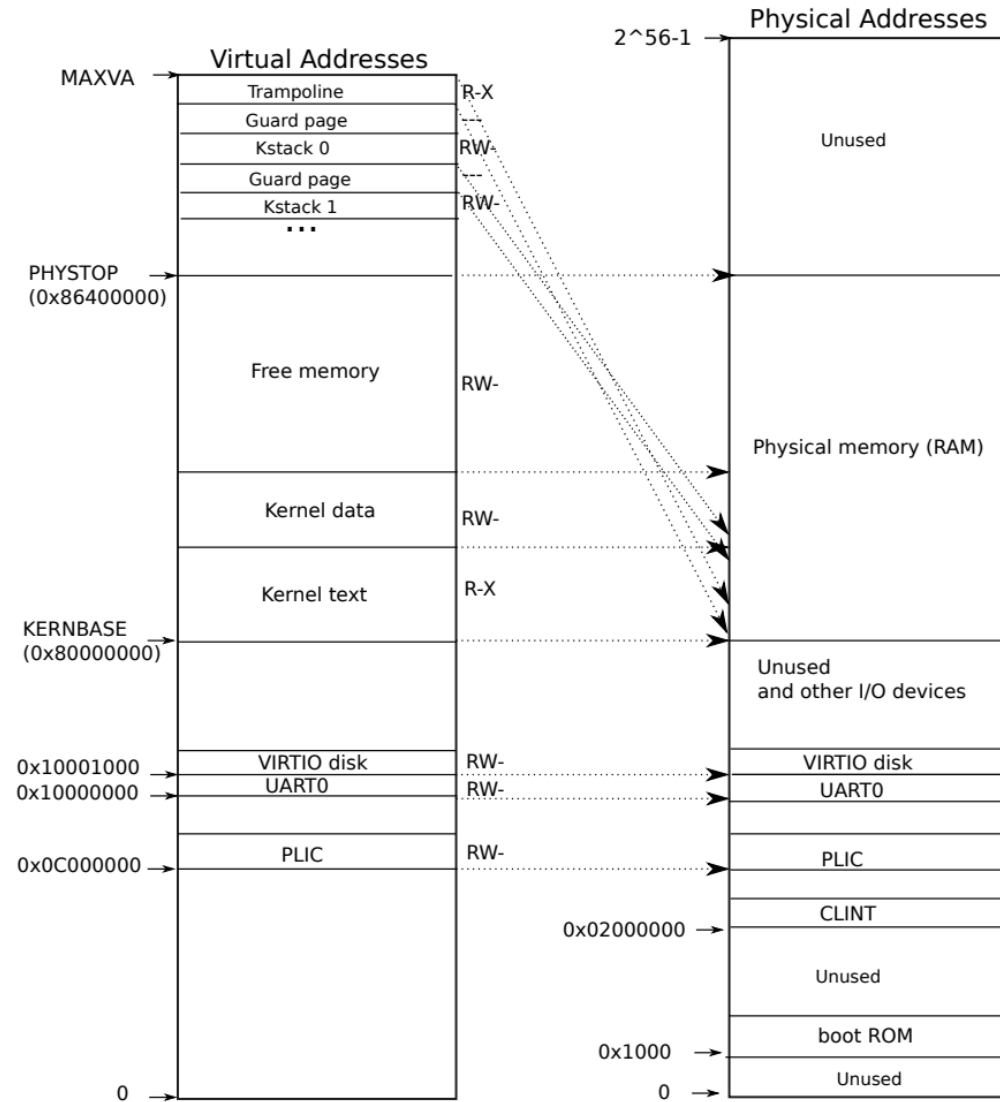 Physical Addresses
2^56-1
Virtual Addresses
MAXVA
Trampoline
R-X
Guard page
---
Unused
Kstack 0
RW-
Guard page
---
Kstack 1
RW-
...
PHYSTOP
(0x86400000)
Free memory
RW-
Physical memory (RAM)
Kernel data
RW-
Kernel text
R-X
KERNBASE
(0x80000000)
Unused
and other I/O devices
0x10001000
VIRTIO disk
RW-
VIRTIO disk
0x10000000
UART0
RW-
UART0
0x0C000000
PLIC
RW-
PLIC
CLINT
0x02000000
Unused
boot ROM
0x1000
Unused
0
0